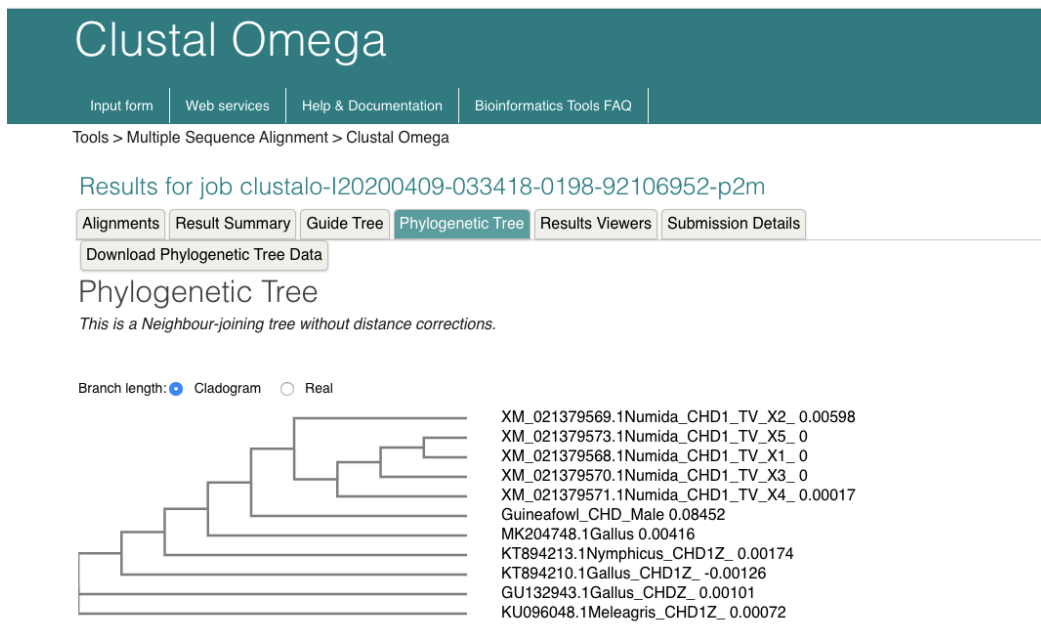 Clustal Omega
Input form Web services Help & Documentation Bioinformatics Tools FAQ
Tools > Multiple Sequence Alignment > Clustal Omega
Results for job clustalo-I20200409-033418-0198-92106952-p2m
Alignments Result Summary Guide Tree Phylogenetic Tree Results Viewers Submission Details
Download Phylogenetic Tree Data
Phylogenetic Tree
This is a Neighbour-joining tree without distance corrections.
Branch length: Cladogram Real
XM_021379569.1Numida_CHD1_TV_X2_ 0.00598
XM_021379573.1Numida_CHD1_TV_X5_ 0
XM_021379568.1Numida_CHD1_TV_X1_ 0
XM_021379570.1Numida_CHD1_TV_X3_ 0
XM_021379571.1Numida_CHD1_TV_X4_ 0.00017
Guineafowl_CHD_Male 0.08452
MK204748.1Gallus 0.00416
KT894213.1Nymphicus_CHD1Z_ 0.00174
KT894210.1Gallus_CHD1Z_ -0.00126
GU132943.1Gallus_CHDZ_ 0.00101
KU096048.1Meleagris_CHD1Z_ 0.00072